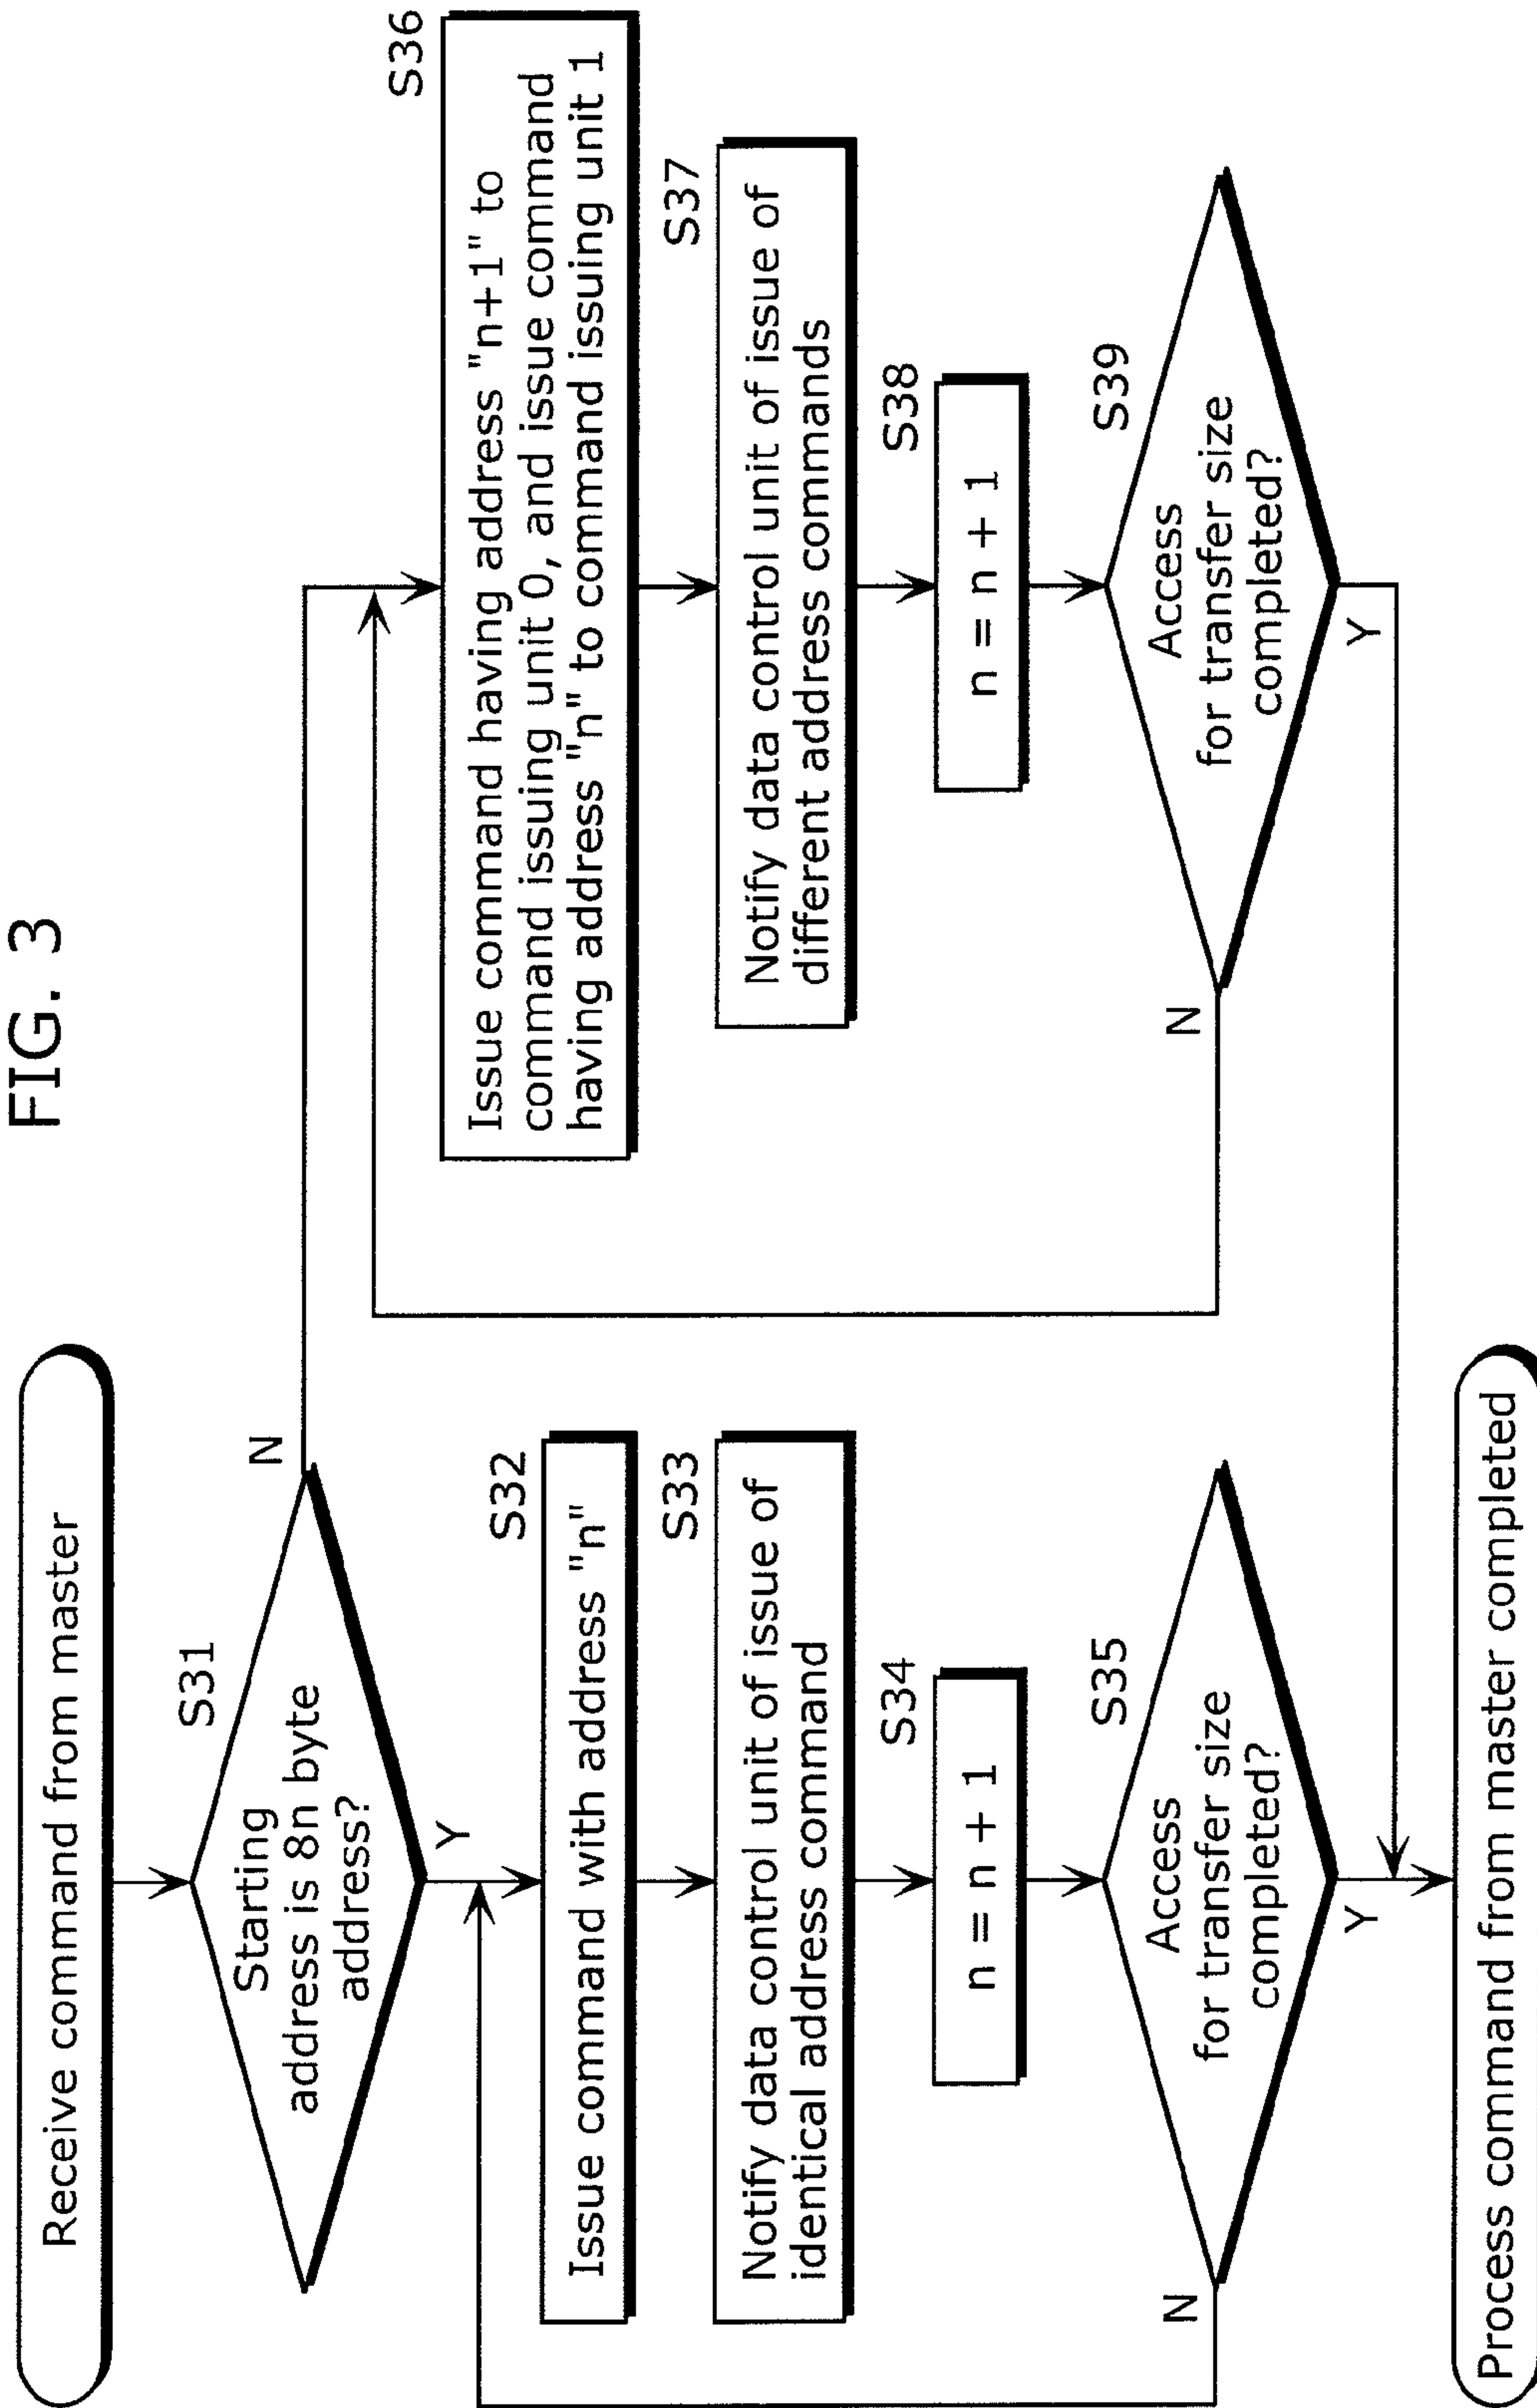 FIG. 3
Receive command from master
S31
Starting
address is 8n byte
address?
N
Y
S32
Issue command with address "n"
S33
Notify data control unit of issue of
identical address command
S34
n = n + 1
S35
Access
for transfer size
completed?
N
Y
S36
Issue command having address "n+1" to
command issuing unit 0, and issue command
having address "n" to command issuing unit 1
S37
Notify data control unit of issue of
different address commands
S38
n = n + 1
S39
Access
for transfer size
completed?
N
Y
Process command from master completed